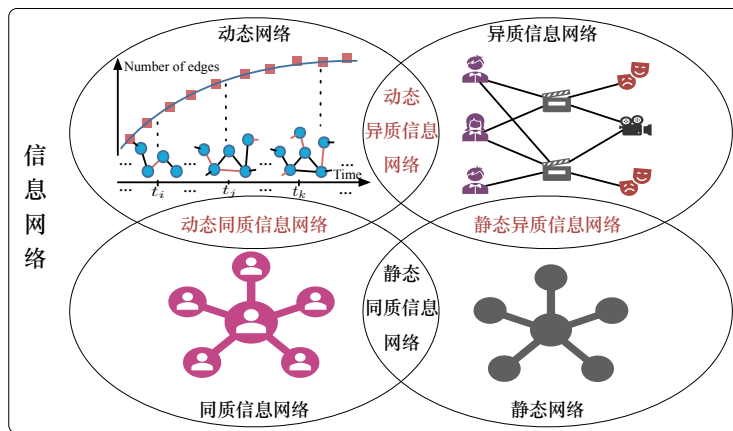 信息网络
动态网络
异质信息网络
Number of edges
动态
异质信息
网络
Time
...
...
...
...
...
...
...
t_i
t_j
t_k
动态同质信息网络
静态异质信息网络
静态
同质信息
网络
同质信息网络
静态网络